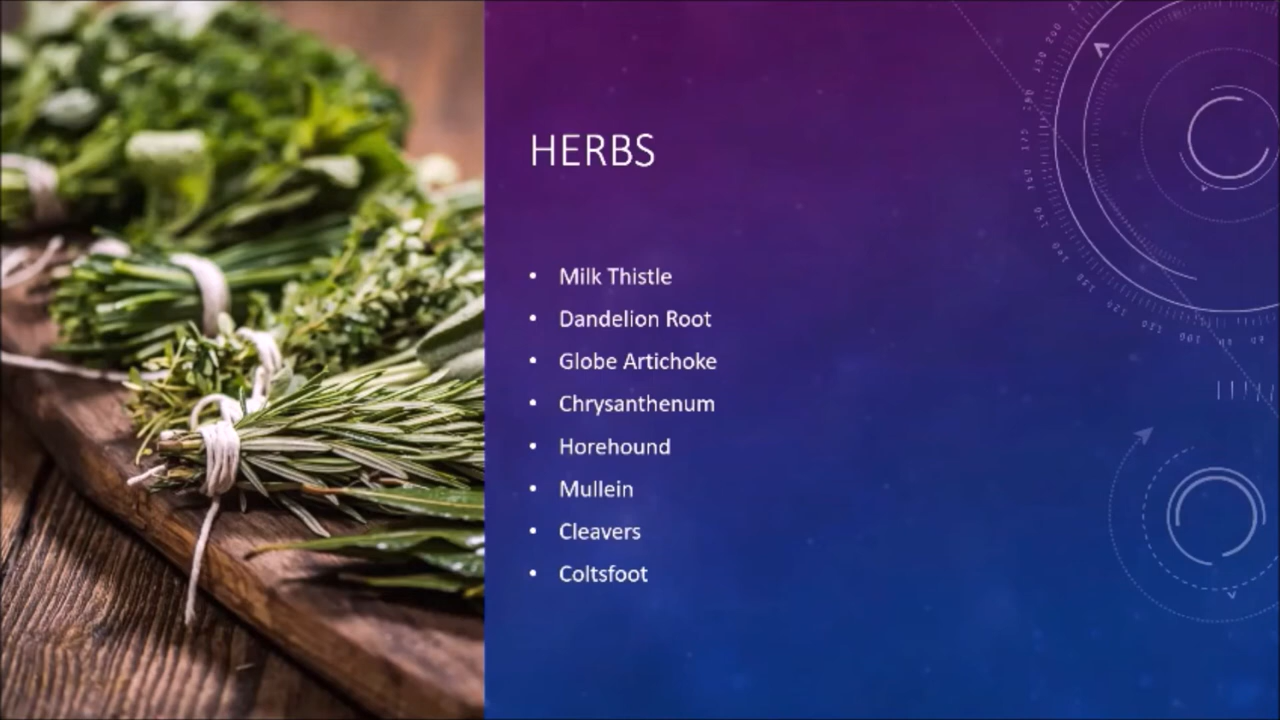 HERBS
• Milk Thistle
• Dandelion Root
• Globe Artichoke
• Chrysanthenum
• Horehound
• Mullein
• Cleavers
• Coltsfoot